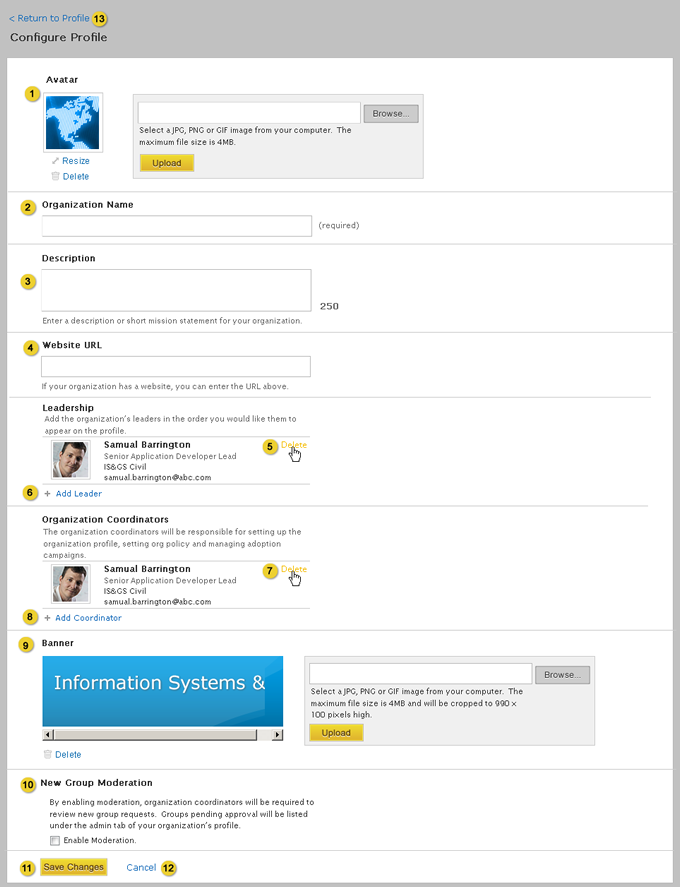 < Return to Profile 13
Configure Profile
Avatar
1
Browse...
Select a JPG, PNG or GIF image from your computer. The
maximum file size is 4MB.
Resize
Upload
Delete
2 Organization Name
(required)
Description
3
250
Enter a description or short mission statement for your organization.
4 Website URL
If your organization has a website, you can enter the URL above.
Leadership
Add the organization's leaders in the order you would like them to
appear on the profile.
Samual Barrington 5 Delete
Senior Application Developer Lead
IS&GS Civil
samual.barrington@abc.com
6 + Add Leader
Organization Coordinators
The organization coordinators will be responsible for setting up the
organization profile, setting org policy and managing adoption
campaigns.
Samual Barrington 7 Delete
Senior Application Developer Lead
IS&GS Civil
samual.barrington@abc.com
8 + Add Coordinator
9 Banner
Information Systems &
Browse...
Select a JPG, PNG or GIF image from your computer. The
maximum file size is 4MB and will be cropped to 990 ×
100 pixels high.
Upload
Delete
10 New Group Moderation
By enabling moderation, organization coordinators will be required to
review new group requests. Groups pending approval will be listed
under the admin tab of your organization's profile.
Enable Moderation.
11 Save Changes Cancel 12